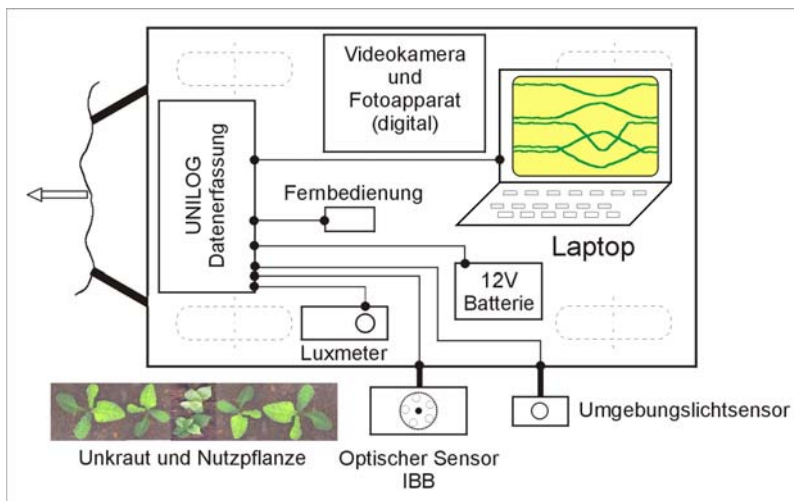 Videokamera
und
Fotoapparat
(digital)
UNILOG
Datenerfassung
Fernbedienung
Laptop
12V
Batterie
Luxmeter
Umgebungslichtsensor
Unkraut und Nutzpflanze
Optischer Sensor
IBB